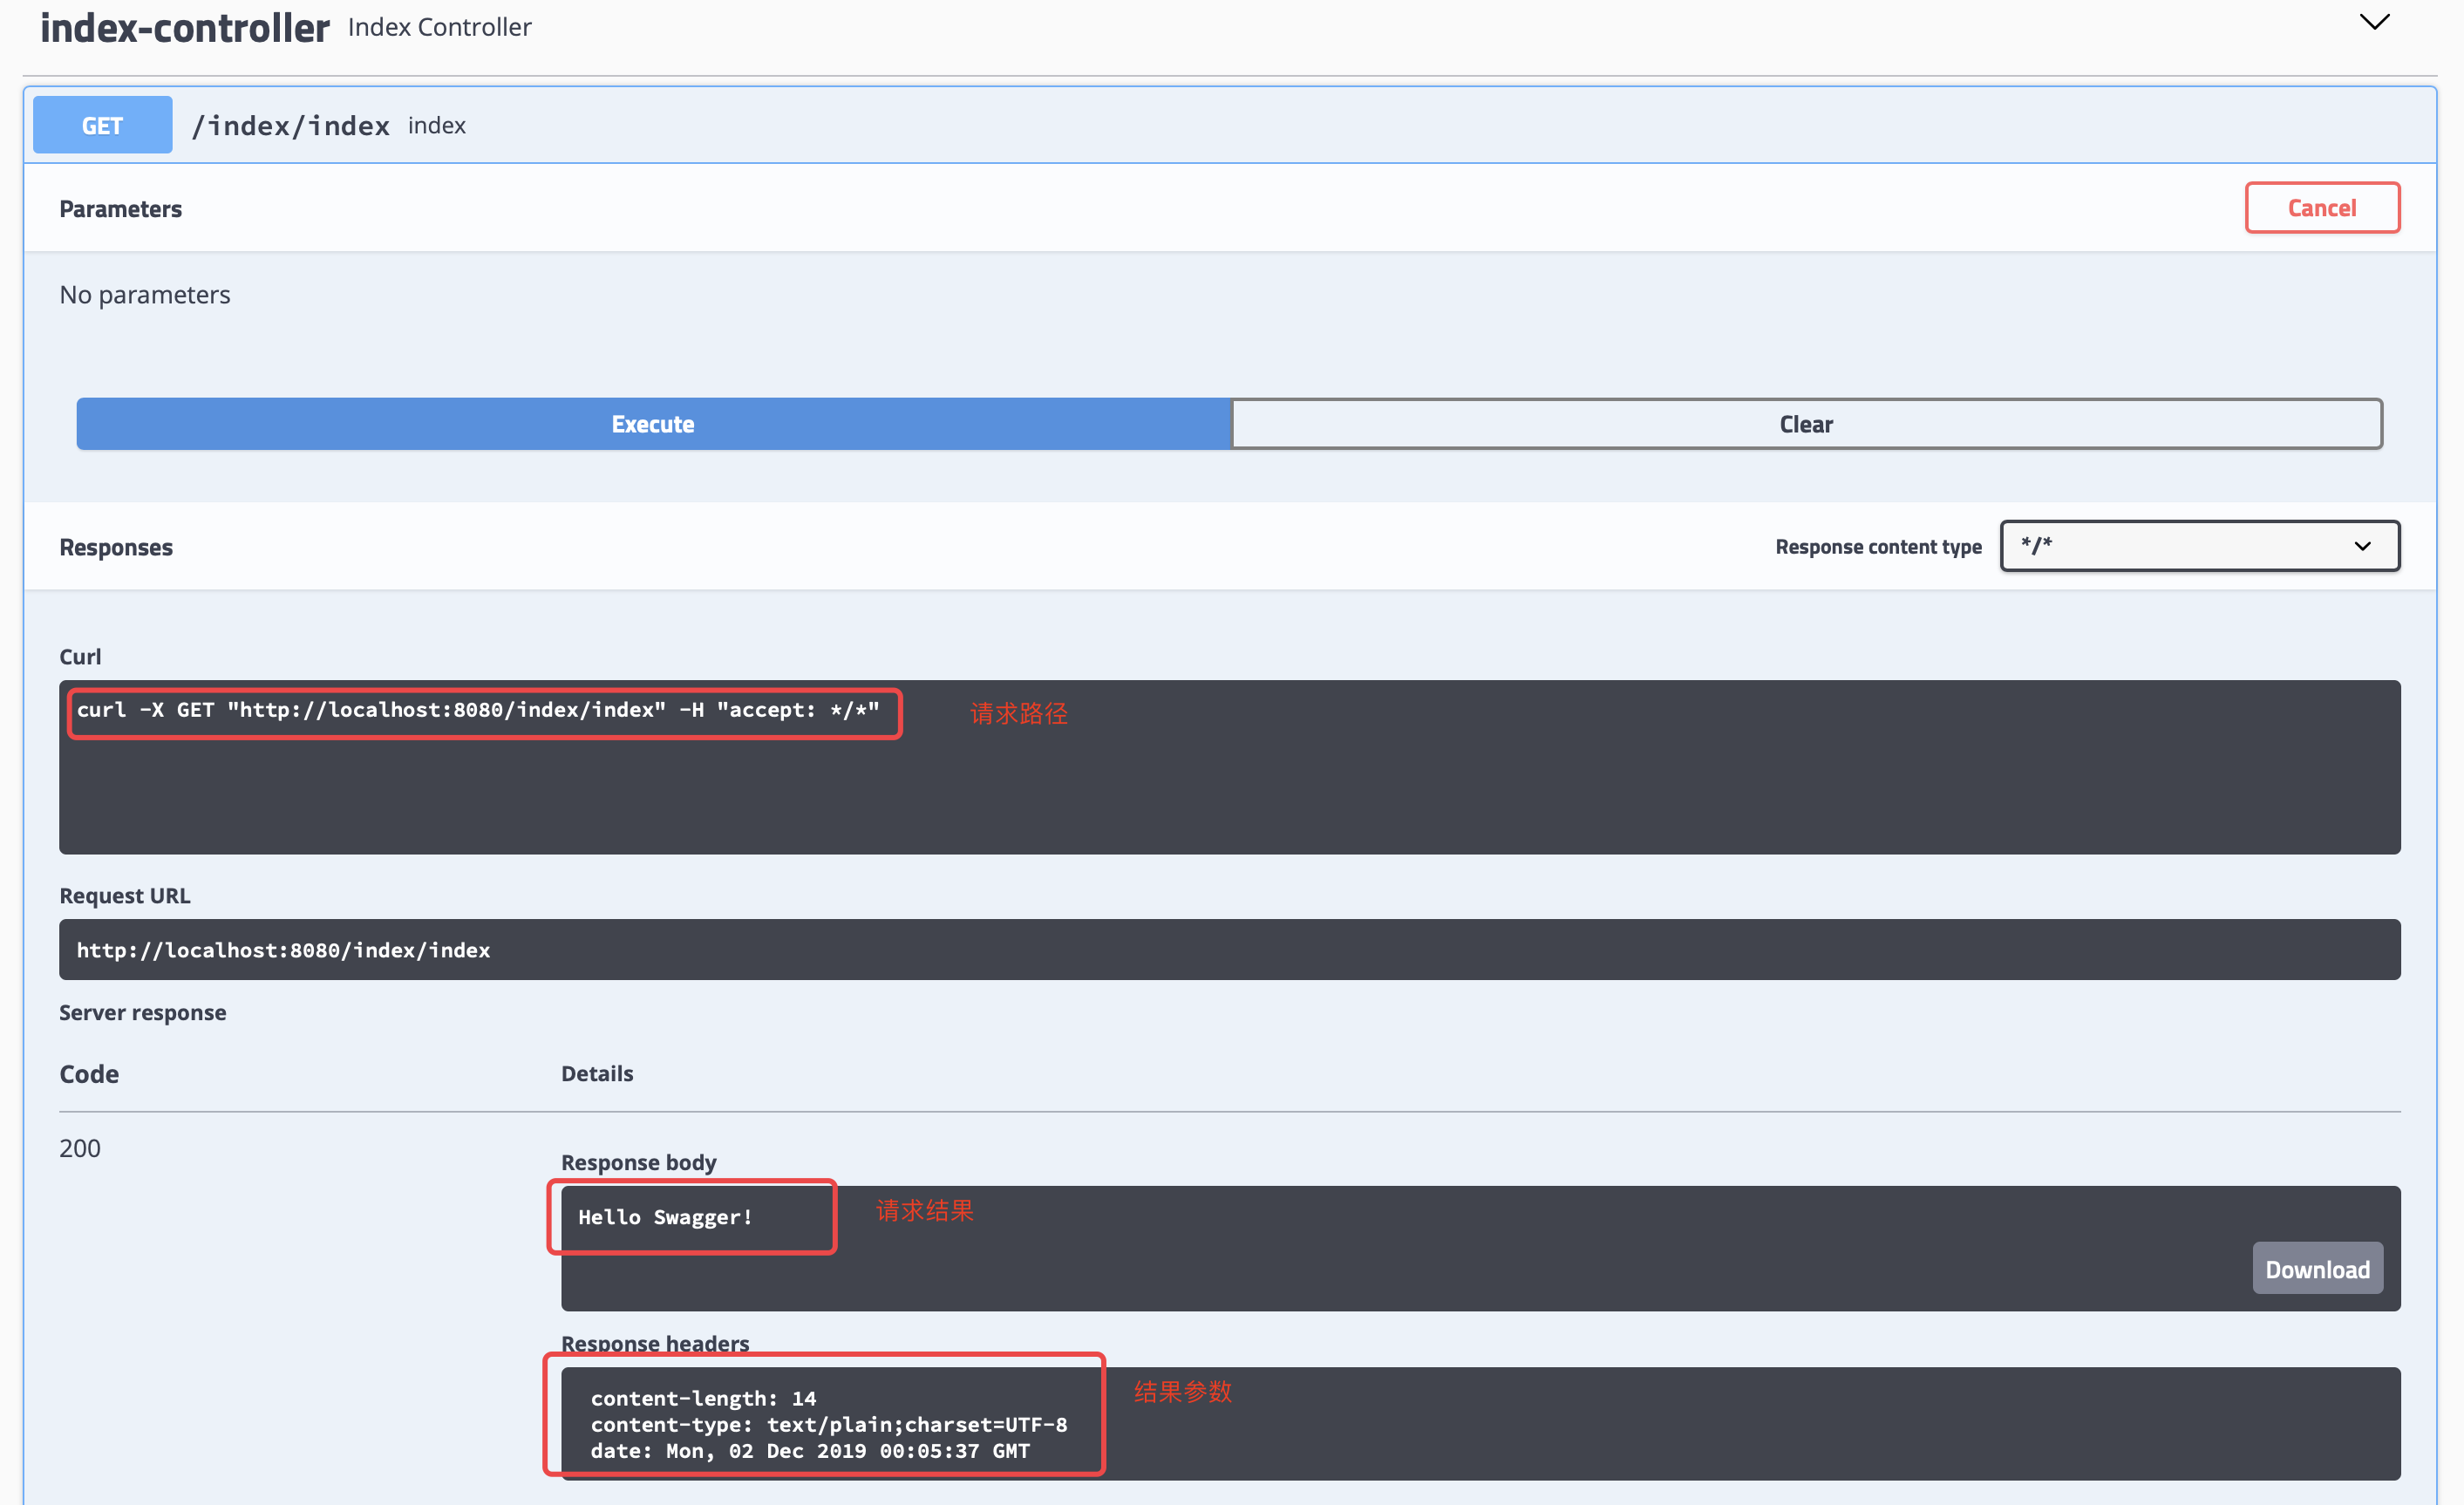 index-controller Index Controller
GET /index/index index
Parameters Cancel
No parameters
Execute Clear
Responses Response content type */*
Curl
curl -X GET "http://localhost:8080/index/index" -H "accept: */*" 请求路径
Request URL
http://localhost:8080/index/index
Server response
Code Details
200
Response body
Hello Swagger! 请求结果
Download
Response headers
content-length: 14 结果参数
content-type: text/plain;charset=UTF-8
date: Mon, 02 Dec 2019 00:05:37 GMT